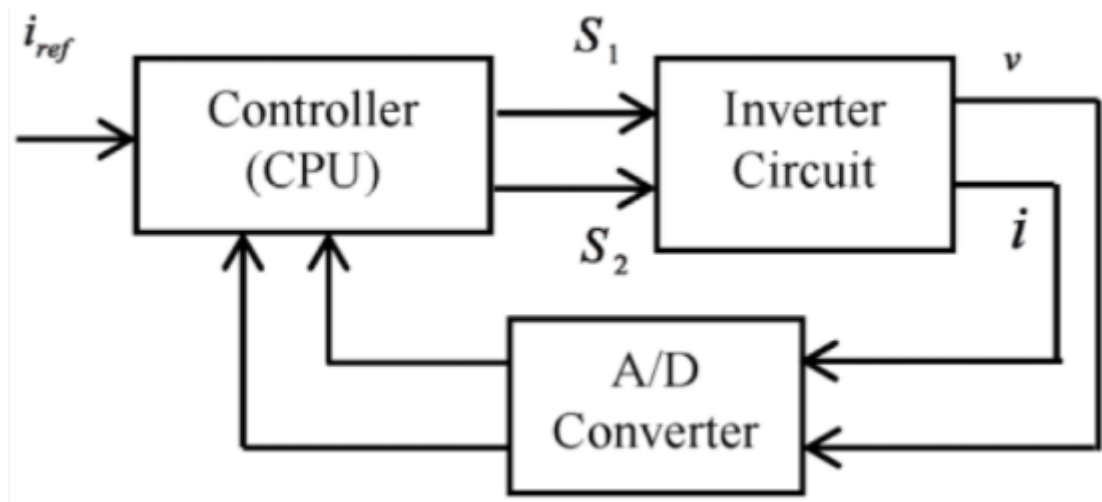 i_ref
S_1
v
Controller
(CPU)
Inverter
Circuit
S_2
i
A/D
Converter